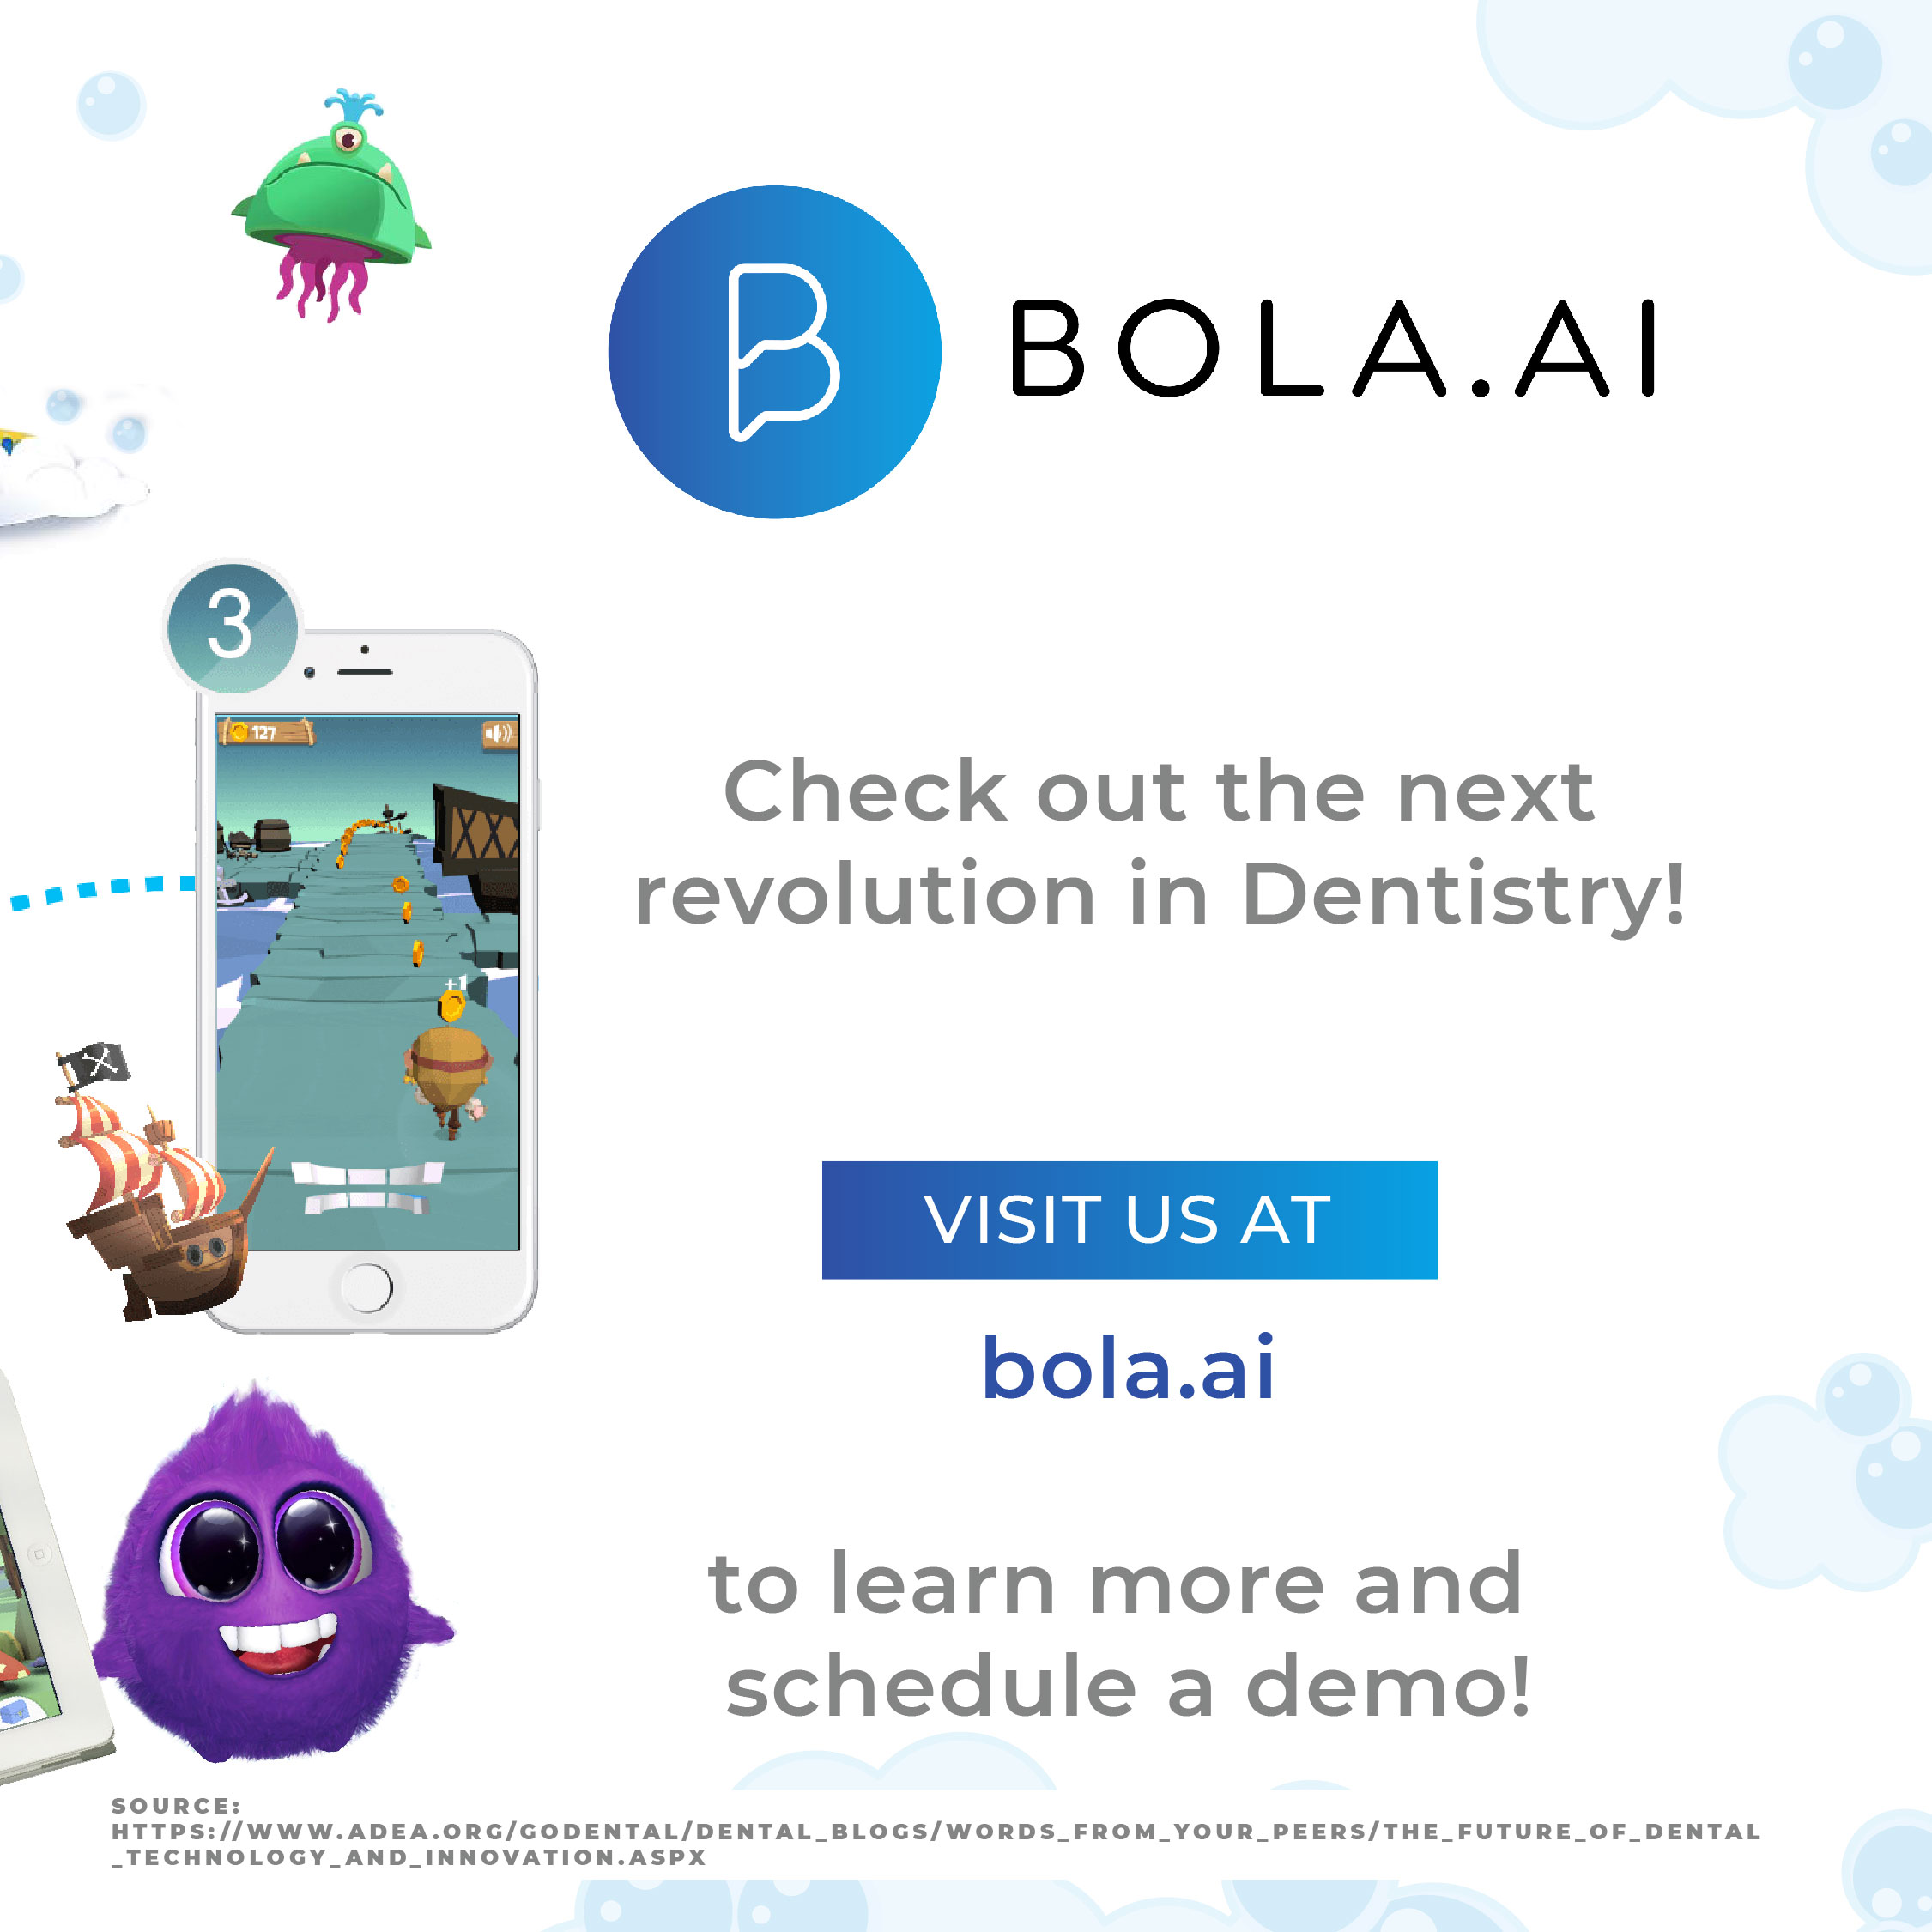 BOLA.AI
3
127
Check out the next
revolution in Dentistry!
+1
VISIT US AT
bola.ai
to learn more and
schedule a demo!
SOURCE:
HTTPS://WWW.ADEA.ORG/GODENTAL/DENTAL_BLOGS/WORDS_FROM_YOUR_PEERS/THE_FUTURE_OF_DENTAL
_TECHNOLOGY_AND_INNOVATION.ASPX